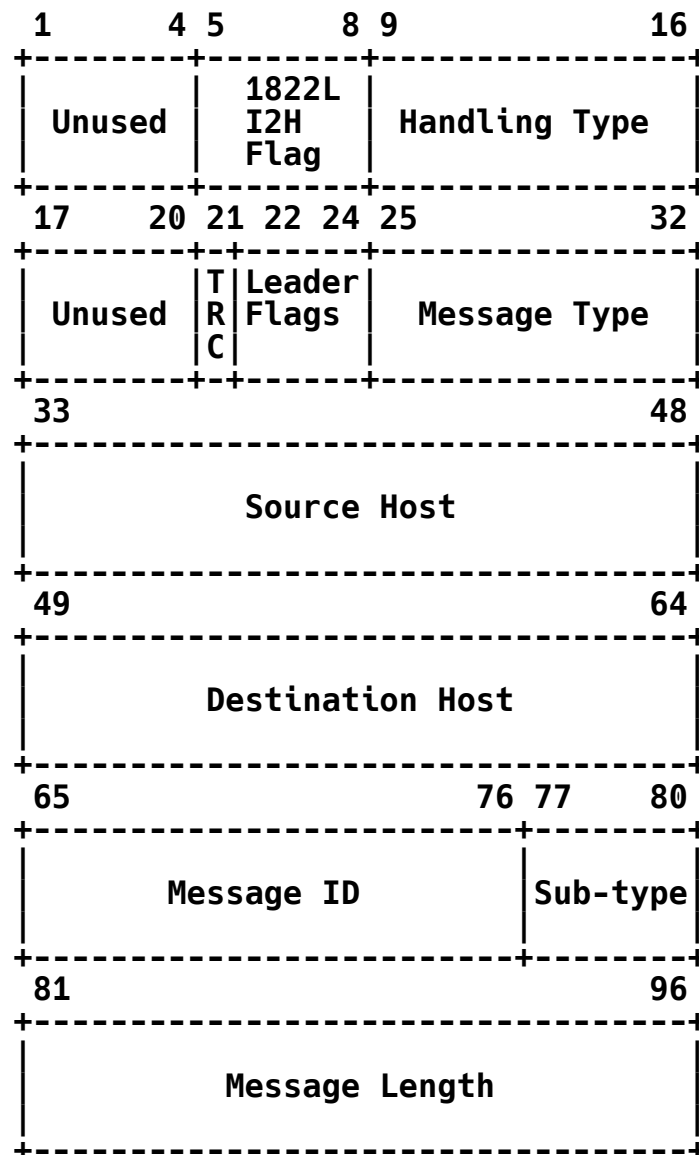 1 4 5 8 9 16
1822L
Unused I2H Handling Type
Flag
17 20 21 22 24 25 32
T Leader
Unused R Flags Message Type
C
33 48
Source Host
49 64
Destination Host
65 76 77 80
Message ID Sub-type
81 96
Message Length